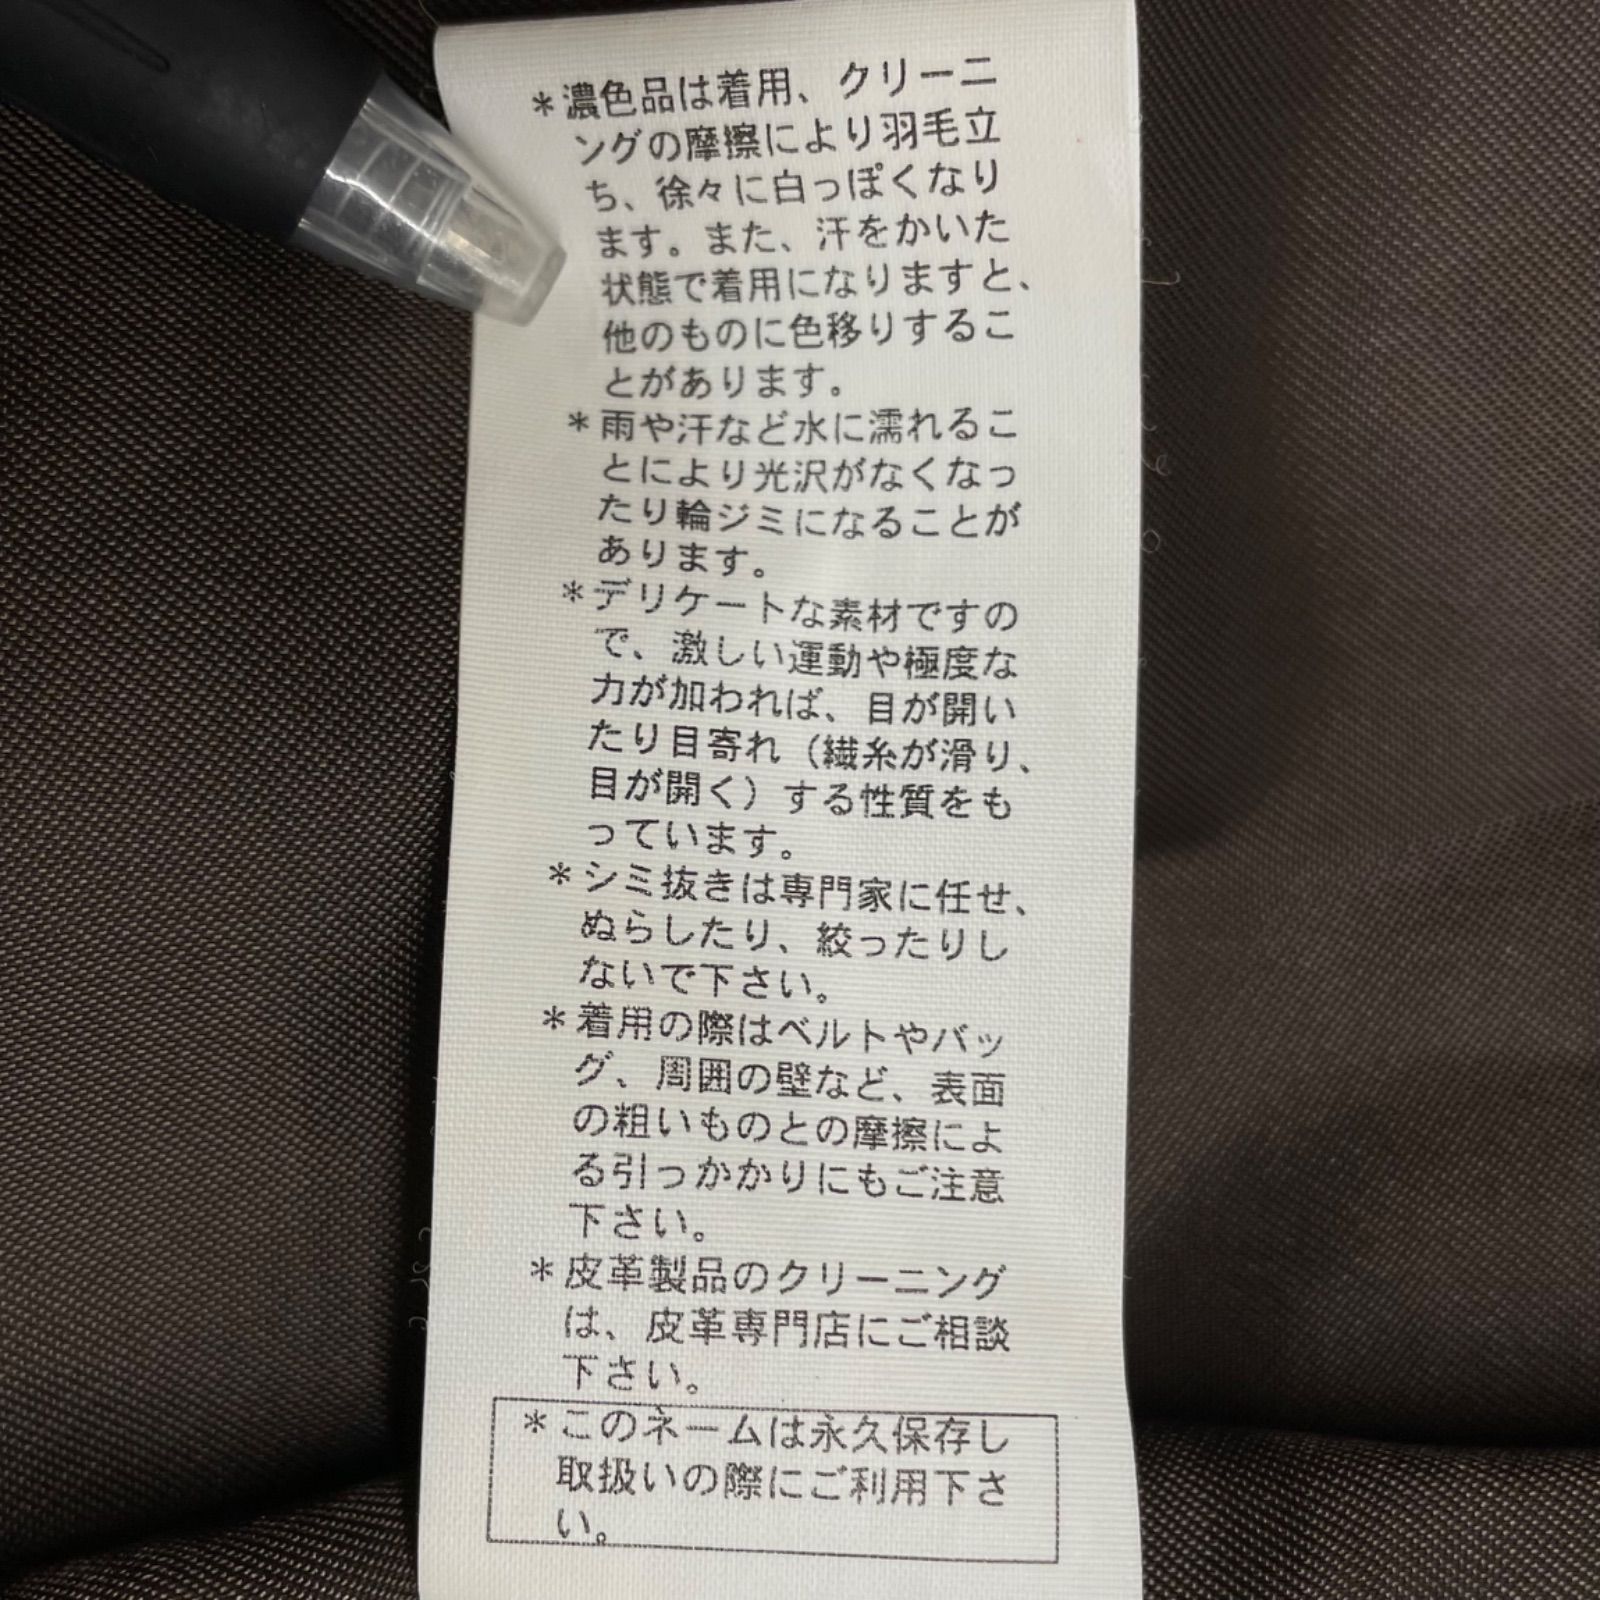 ＊濃色品は着用、クリーニ
ングの摩擦により羽毛立
ち、徐々に白っぽくなり
ます。また、汗をかいた
状態で着用になりますと、
他のものに色移りするこ
とがあります。
＊雨や汗など水に濡れるこ
とにより光沢がなくなっ
たり輪ジミになることが
あります。
＊デリケートな素材ですの
で、激しい運動や極度な
力が加われば、目が開い
たり目寄れ（繊糸が滑り、
目が開く）する性質をも
っています。
＊シミ抜きは専門家に任せ、
ぬらしたり、絞ったりし
ないで下さい。
＊着用の際はベルトやバッ
グ、周囲の壁など、表面
の粗いものとの摩擦によ
る引っかかりにもご注意
下さい。
＊皮革製品のクリーニング
は、皮革専門店にご相談
下さい。
＊このネームは永久保存し
取扱いの際にご利用下さ
い。